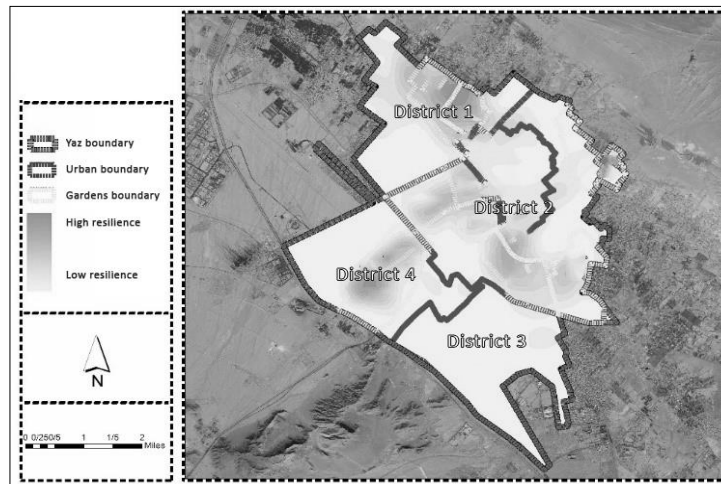 Yaz boundary
Urban boundary
Gardens boundary
High resilience
Low resilience
N
0 0/250/5 1 1/5 2
Miles
District 1
District 2
District 4
District 3